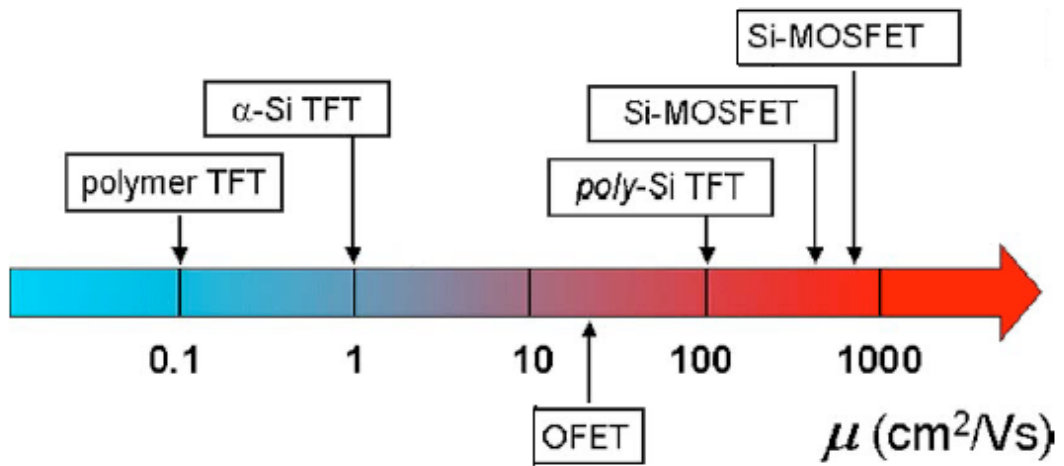 Si-MOSFET
α-Si TFT
Si-MOSFET
polymer TFT
poly-Si TFT
0.1 1 10 100 1000
OFET
μ (cm²/Vs)